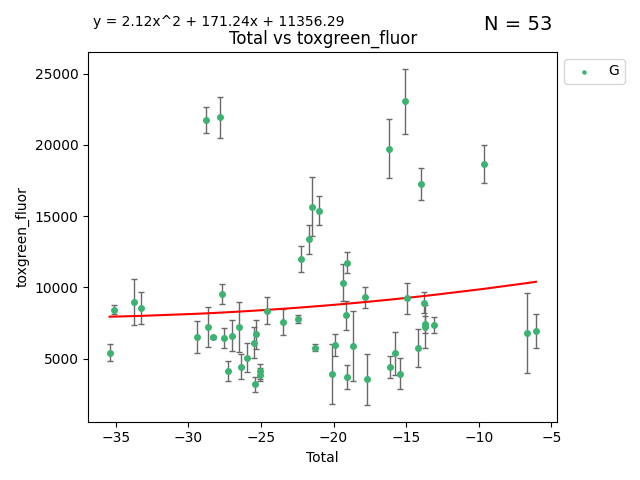 y = 2.12x^2 + 171.24x + 11356.29
N = 53
Total vs toxgreen_fluor
G
toxgreen_fluor
25000
20000
15000
10000
5000
−35 −30 −25 −20 −15 −10 −5
Total